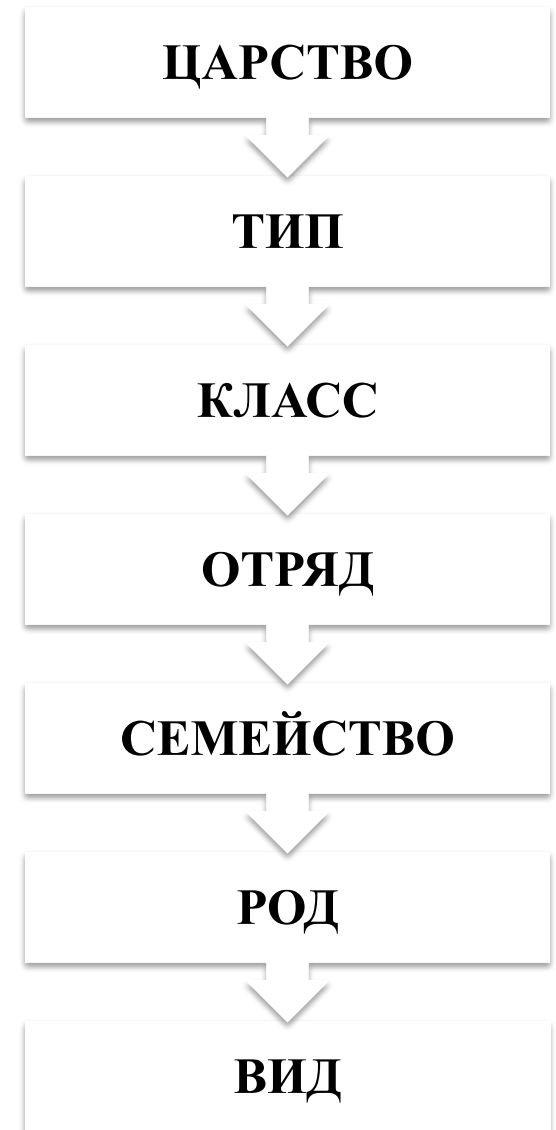 ЦАРСТВО
ТИП
КЛАСС
ОТРЯД
СЕМЕЙСТВО
РОД
ВИД